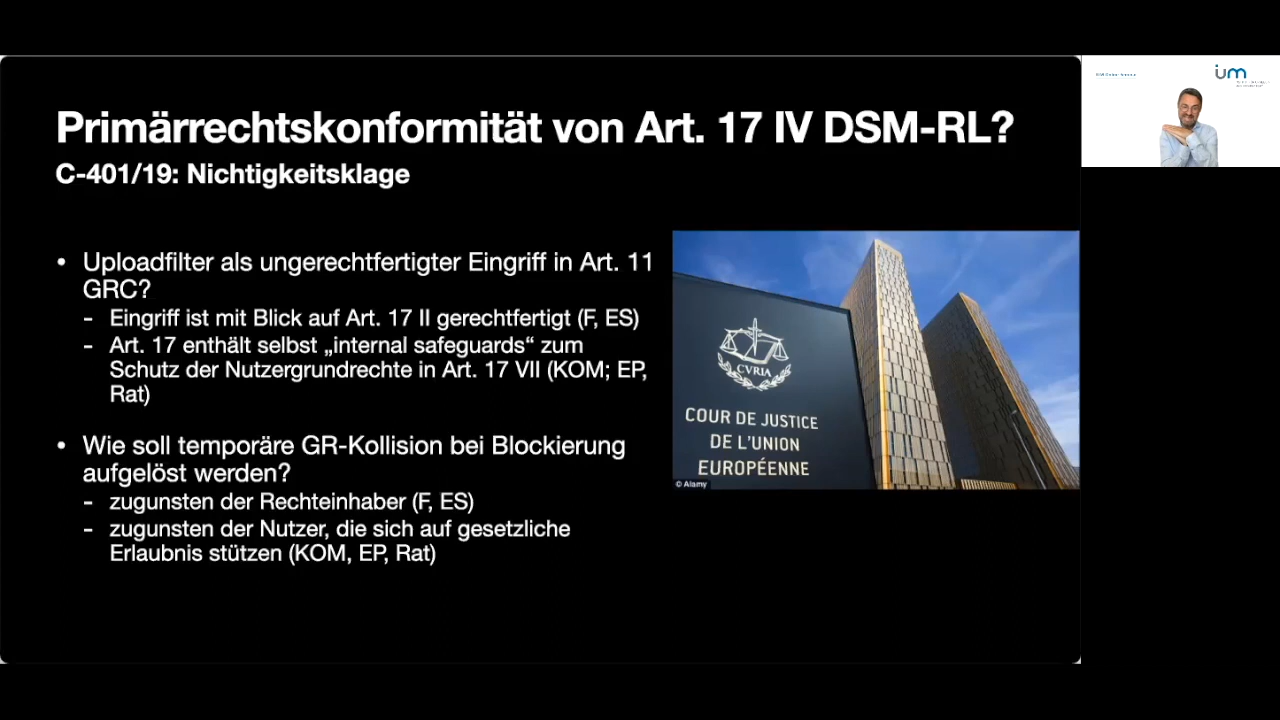 Primärrechtskonformität von Art. 17 IV DSM-RL?
C-401/19: Nichtigkeitsklage
• Uploadfilter als ungerechtfertigter Eingriff in Art. 11
GRC?
- Eingriff ist mit Blick auf Art. 17 II gerechtfertigt (F, ES)
- Art. 17 enthält selbst „internal safeguards“ zum
Schutz der Nutzergrundrechte in Art. 17 VII (KOM; EP,
Rat)
• Wie soll temporäre GR-Kollision bei Blockierung
aufgelöst werden?
- zugunsten der Rechteinhaber (F, ES)
- zugunsten der Nutzer, die sich auf gesetzliche
Erlaubnis stützen (KOM, EP, Rat)
CVRIA
COUR DE JUSTICE
DE L'UNION
EUROPÉENNE
© Alamy
ium